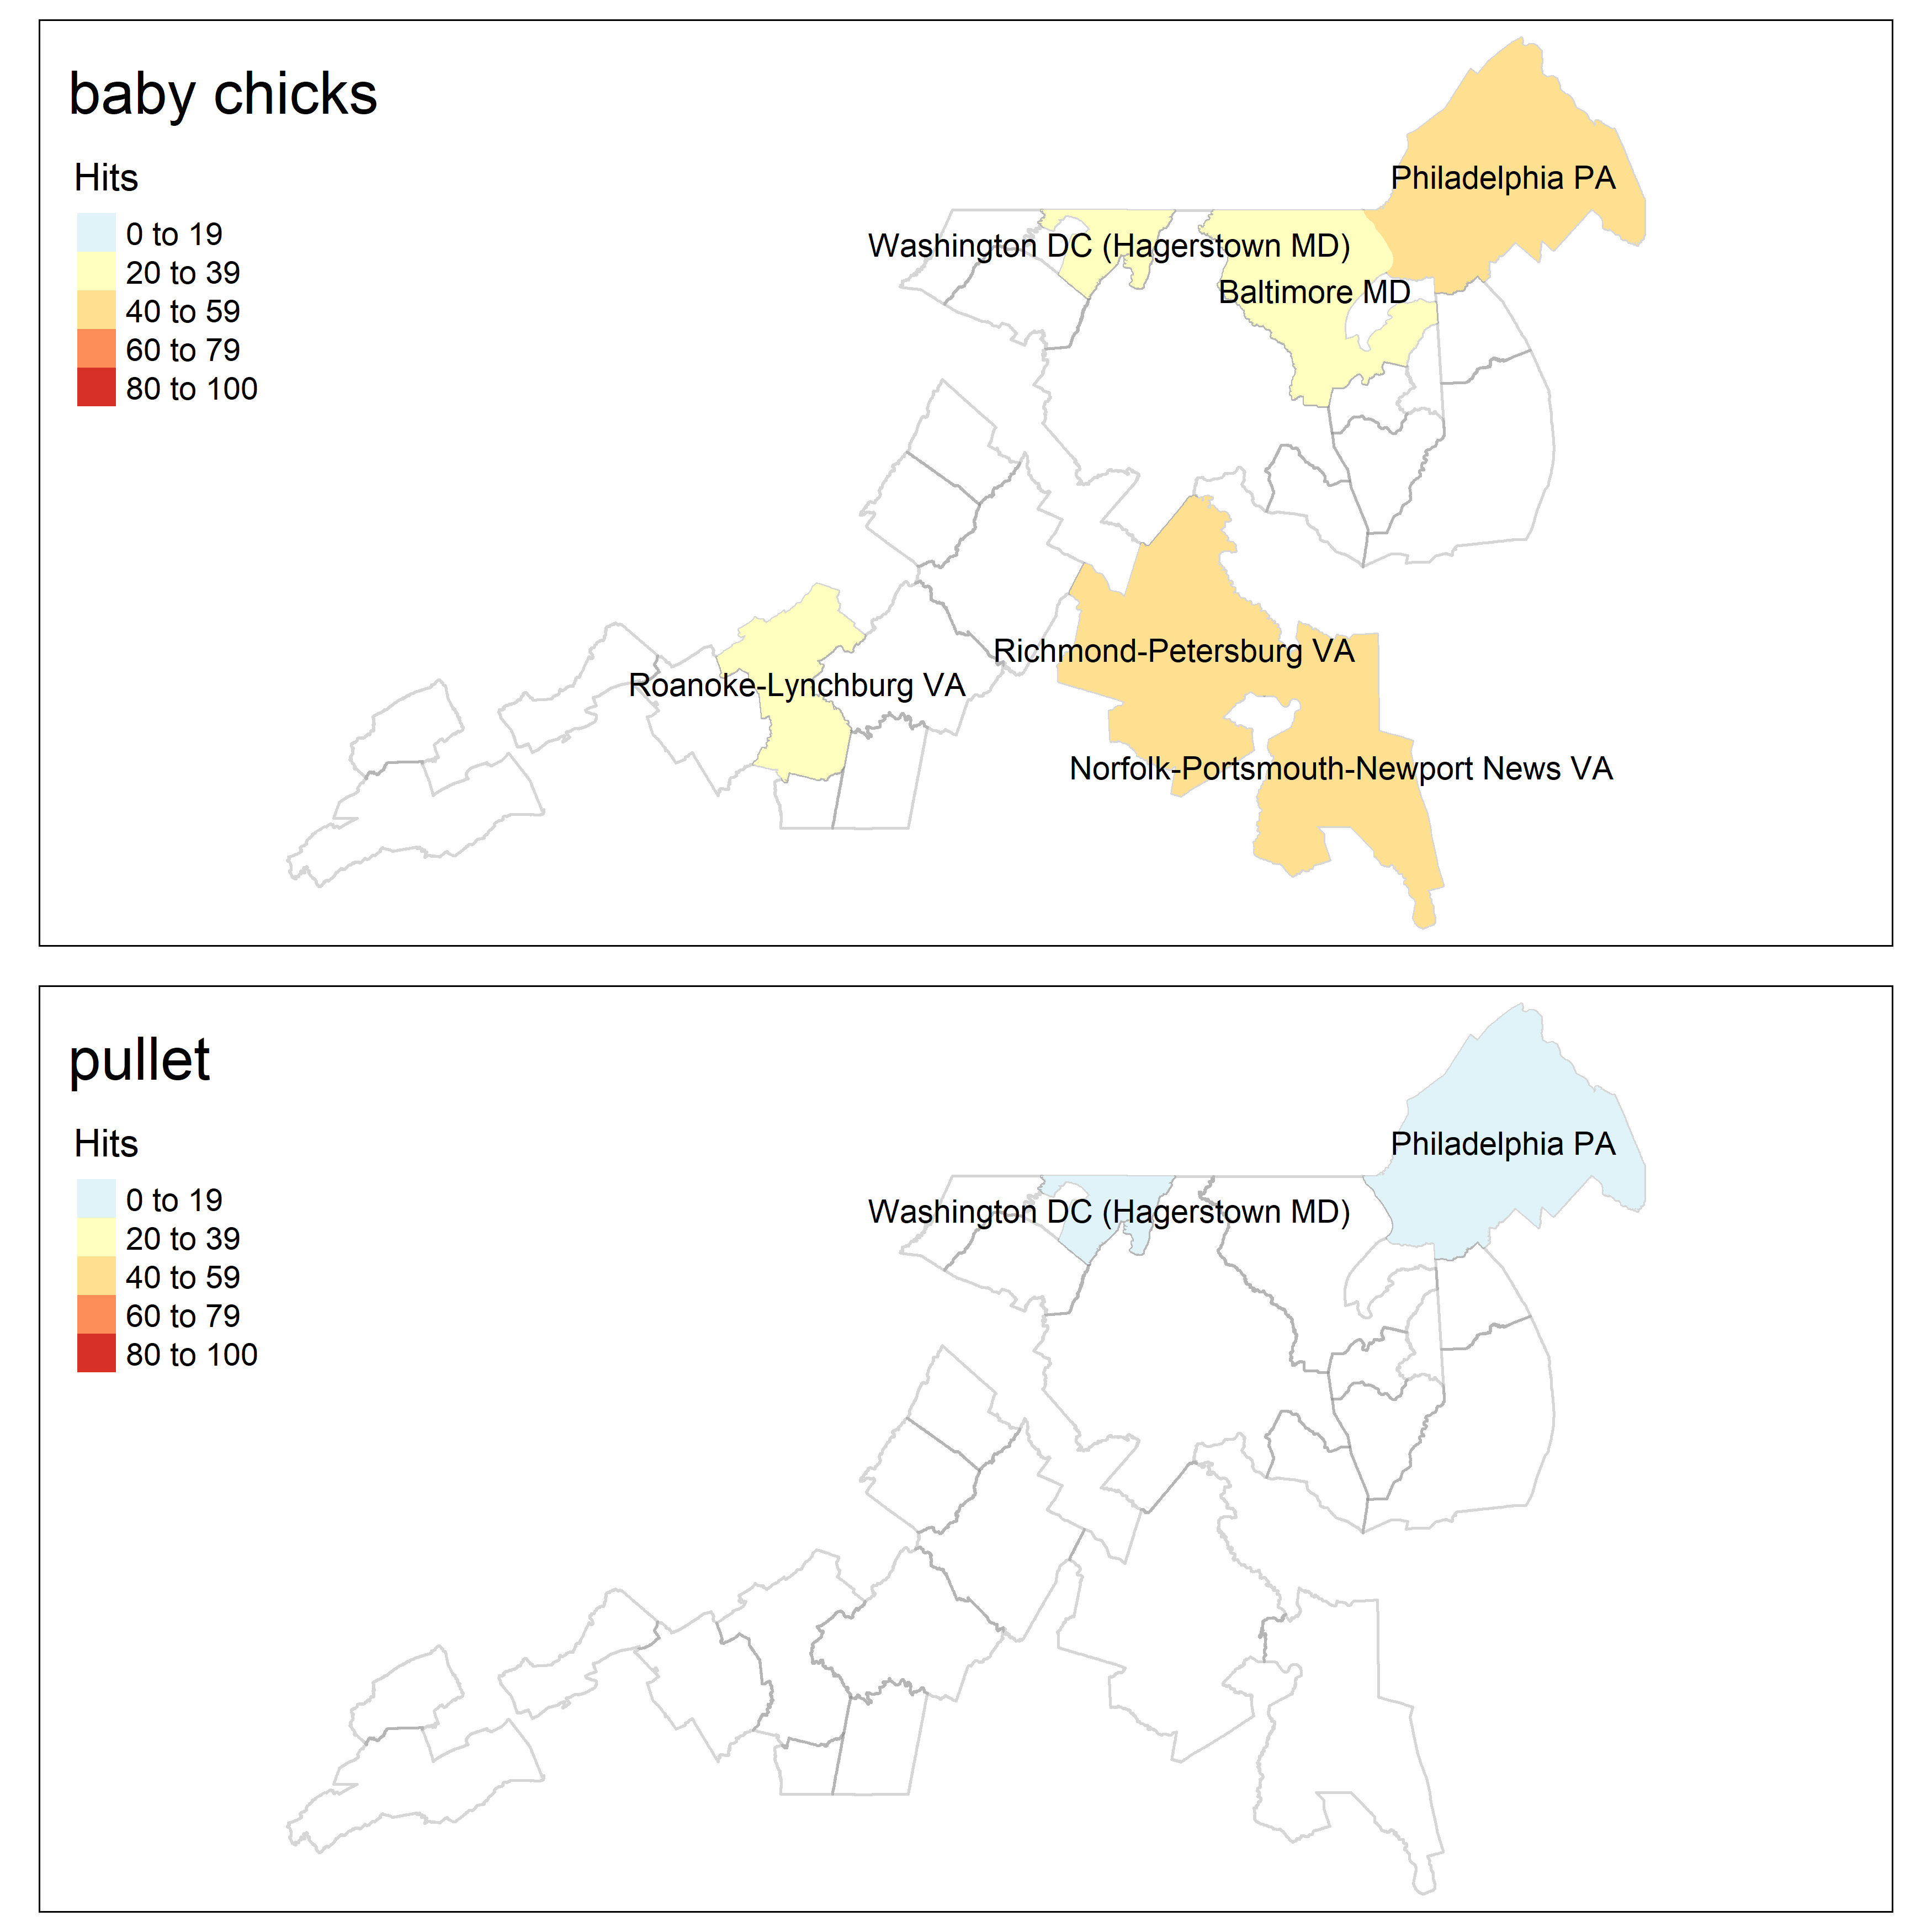 baby chicks
Hits
0 to 19
20 to 39
40 to 59
60 to 79
80 to 100
Philadelphia PA
Washington DC (Hagerstown MD)
Baltimore MD
Richmond-Petersburg VA
Roanoke-Lynchburg VA
Norfolk-Portsmouth-Newport News VA
pullet
Hits
0 to 19
20 to 39
40 to 59
60 to 79
80 to 100
Philadelphia PA
Washington DC (Hagerstown MD)